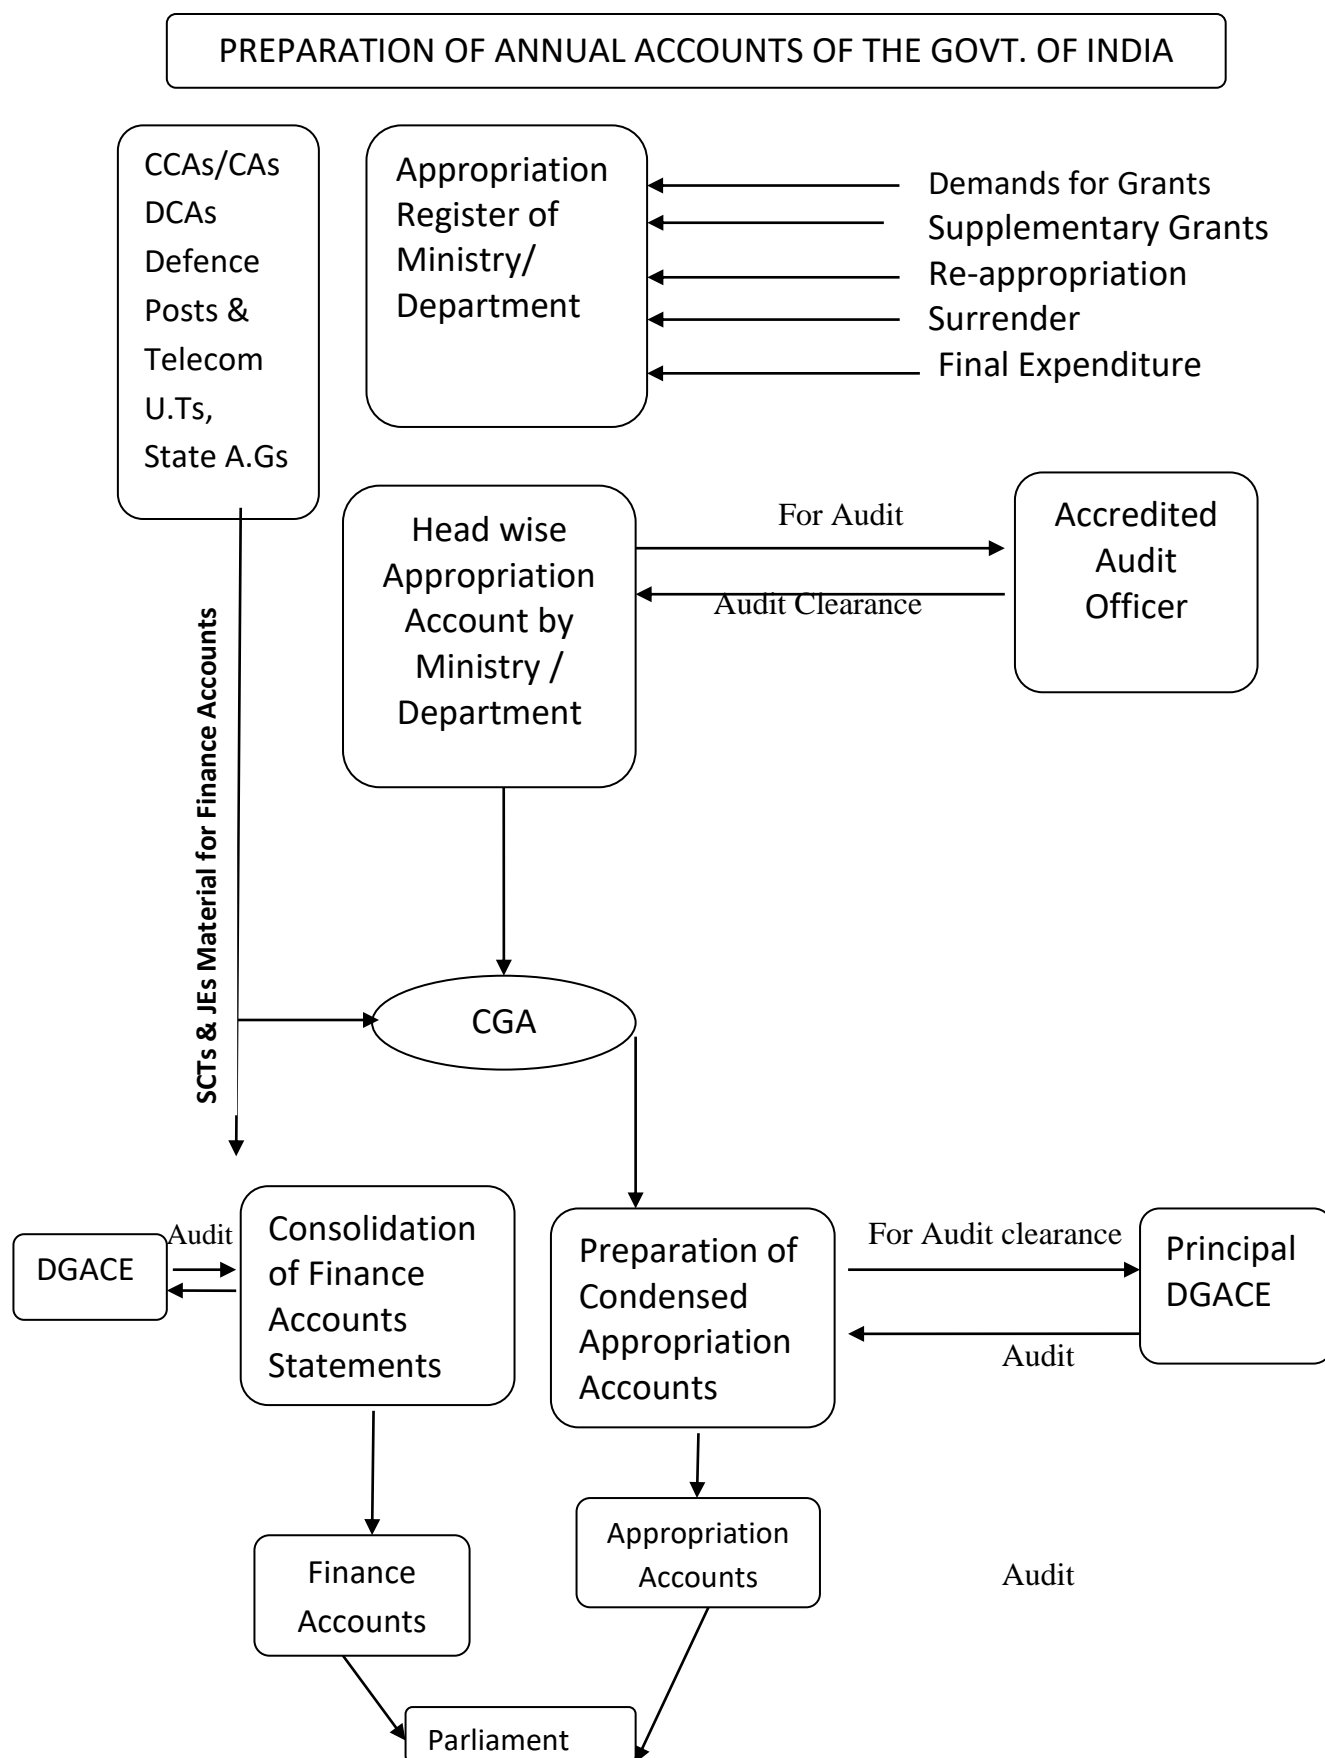 PREPARATION OF ANNUAL ACCOUNTS OF THE GOVT. OF INDIA
CCAs/CAs
DCAs
Defence
Posts &
Telecom
U.Ts,
State A.Gs
Appropriation
Register of
Ministry/
Department
Demands for Grants
Supplementary Grants
Re-appropriation
Surrender
Final Expenditure
Head wise
Appropriation
Account by
Ministry /
Department
For Audit
Audit Clearance
Accredited
Audit
Officer
SCTs & JEs Material for Finance Accounts
CGA
DGACE
Audit
Consolidation
of Finance
Accounts
Statements
Preparation of
Condensed
Appropriation
Accounts
For Audit clearance
Audit
Principal
DGACE
Finance
Accounts
Appropriation
Accounts
Audit
Parliament